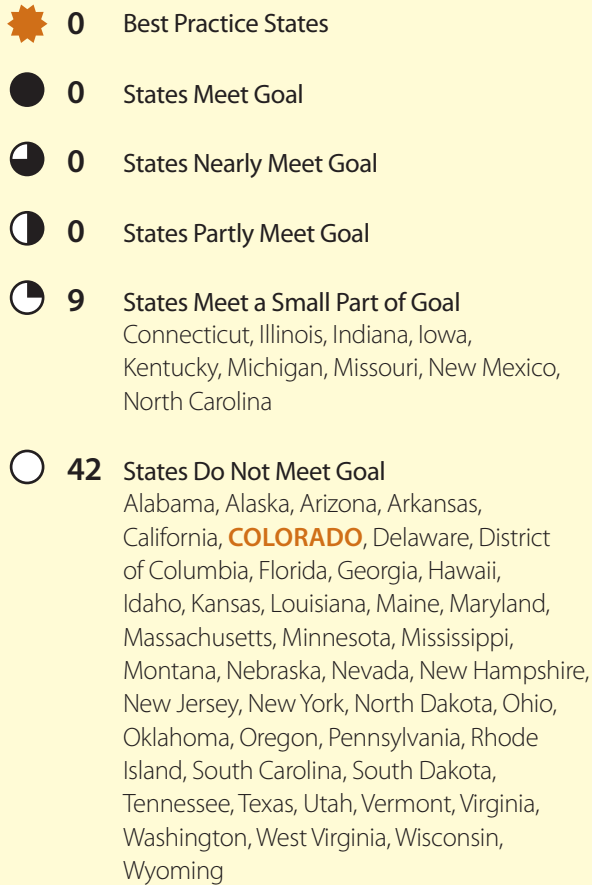 0 Best Practice States
0 States Meet Goal
0 States Nearly Meet Goal
0 States Partly Meet Goal
9 States Meet a Small Part of Goal
Connecticut, Illinois, Indiana, Iowa,
Kentucky, Michigan, Missouri, New Mexico,
North Carolina
42 States Do Not Meet Goal
Alabama, Alaska, Arizona, Arkansas,
California, COLORADO, Delaware, District
of Columbia, Florida, Georgia, Hawaii,
Idaho, Kansas, Louisiana, Maine, Maryland,
Massachusetts, Minnesota, Mississippi,
Montana, Nebraska, Nevada, New Hampshire,
New Jersey, New York, North Dakota, Ohio,
Oklahoma, Oregon, Pennsylvania, Rhode
Island, South Carolina, South Dakota,
Tennessee, Texas, Utah, Vermont, Virginia,
Washington, West Virginia, Wisconsin,
Wyoming